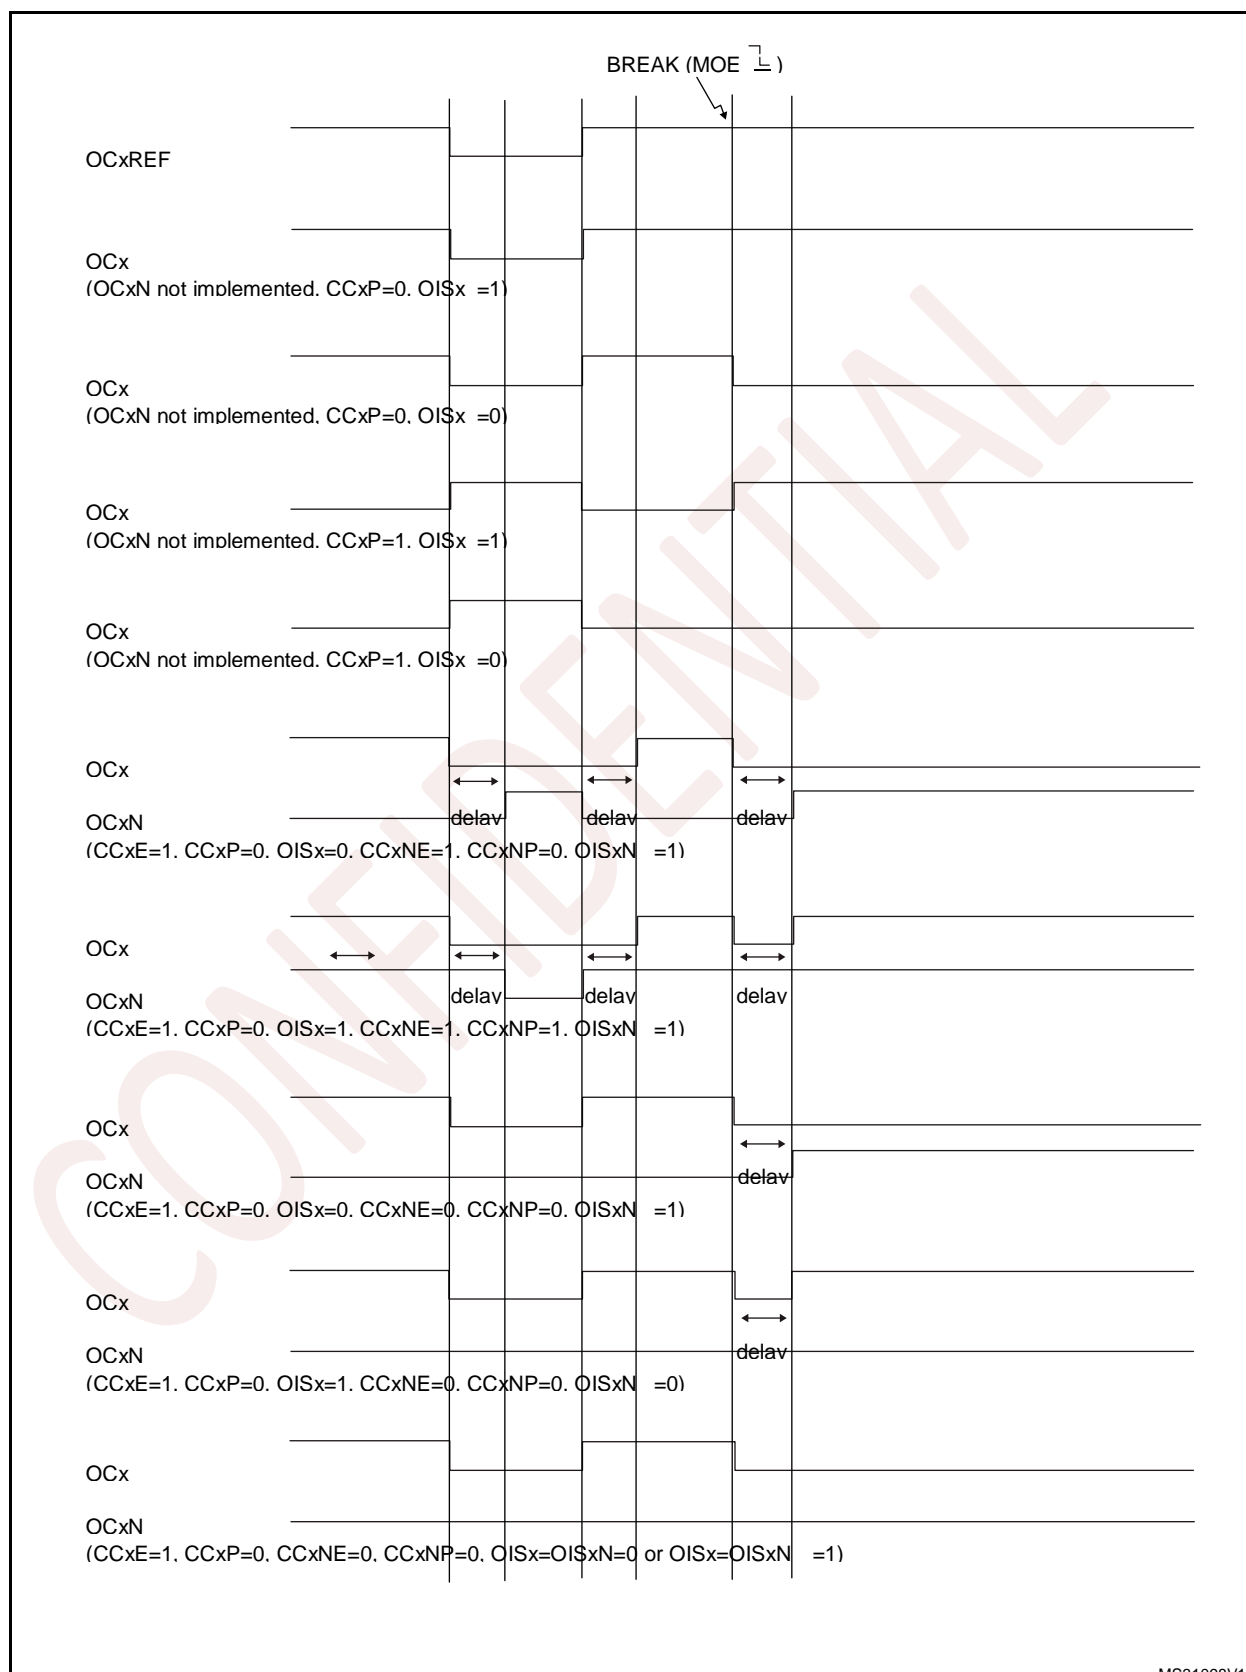 BREAK (MOE )
OCxREF
OCx
(OCxN not implemented, CCxP=0, OISx =1)
OCx
(OCxN not implemented, CCxP=0, OISx =0)
OCx
(OCxN not implemented, CCxP=1, OISx =1)
OCx
(OCxN not implemented, CCxP=1, OISx =0)
OCx
delay delay delay
OCxN
(CCxE=1, CCxP=0, OISx=0, CCxNE=1, CCxNP=0, OISxN =1)
OCx
delay delay delay
OCxN
(CCxE=1, CCxP=0, OISx=1, CCxNE=1, CCxNP=1, OISxN =1)
OCx
delay
OCxN
(CCxE=1, CCxP=0, OISx=0, CCxNE=0, CCxNP=0, OISxN =1)
OCx
delay
OCxN
(CCxE=1, CCxP=0, OISx=1, CCxNE=0, CCxNP=0, OISxN =0)
OCx
OCxN
(CCxE=1, CCxP=0, CCxNE=0, CCxNP=0, OISx=OISxN=0 or OISx=OISxN =1)
CONFIDENTIAL